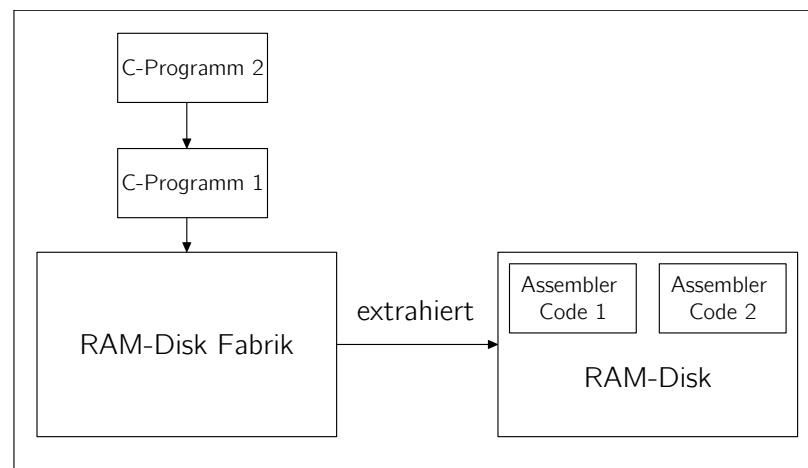 C-Programm 2
C-Programm 1
RAM-Disk Fabrik
extrahiert
Assembler
Code 1
Assembler
Code 2
RAM-Disk